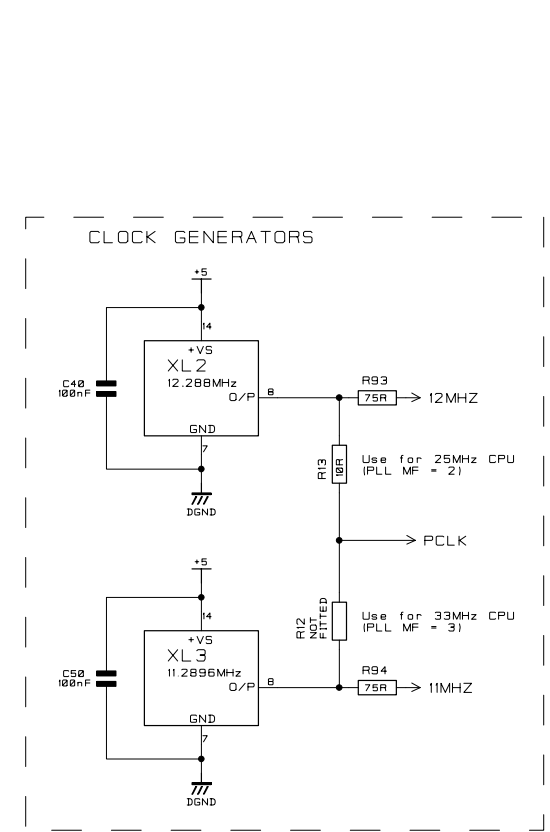 CLOCK GENERATORS
+5
14
+VS
XL2
12.288MHz
O/P
8
GND
7
C40
100nF
DGND
R93
75R
12MHZ
R13
10R
Use for 25MHz CPU
(PLL MF = 2)
PCLK
R12
NOT
FITTED
Use for 33MHz CPU
(PLL MF = 3)
+5
14
+VS
XL3
11.2896MHz
O/P
8
GND
7
C50
100nF
DGND
R94
75R
11MHZ